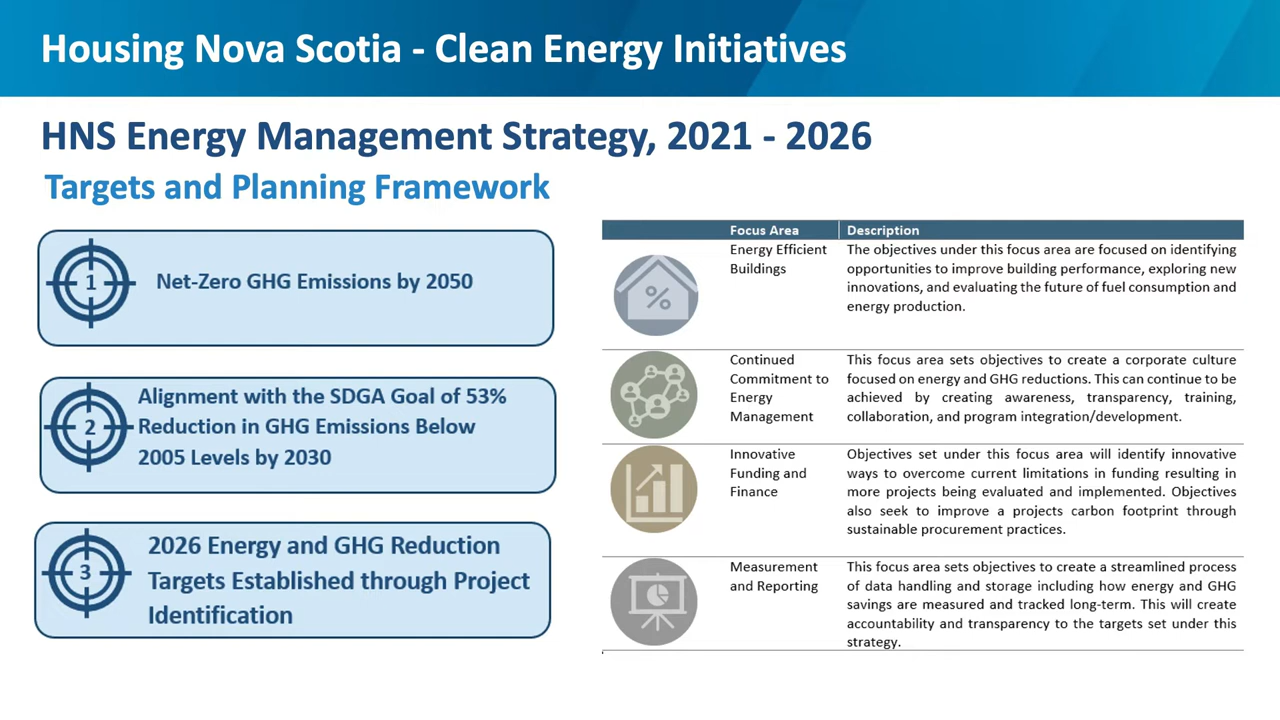 Housing Nova Scotia - Clean Energy Initiatives
HNS Energy Management Strategy, 2021 - 2026
Targets and Planning Framework
1
Net-Zero GHG Emissions by 2050
2
Alignment with the SDGA Goal of 53%
Reduction in GHG Emissions Below
2005 Levels by 2030
3
2026 Energy and GHG Reduction
Targets Established through Project
Identification
Focus Area
Description
Energy Efficient
Buildings
The objectives under this focus area are focused on identifying
opportunities to improve building performance, exploring new
innovations, and evaluating the future of fuel consumption and
energy production.
%
Continued
Commitment to
Energy
Management
This focus area sets objectives to create a corporate culture
focused on energy and GHG reductions. This can continue to be
achieved by creating awareness, transparency, training,
collaboration, and program integration/development.
Innovative
Funding and
Finance
Objectives set under this focus area will identify innovative
ways to overcome current limitations in funding resulting in
more projects being evaluated and implemented. Objectives
also seek to improve a projects carbon footprint through
sustainable procurement practices.
Measurement
and Reporting
This focus area sets objectives to create a streamlined process
of data handling and storage including how energy and GHG
savings are measured and tracked long-term. This will create
accountability and transparency to the targets set under this
strategy.